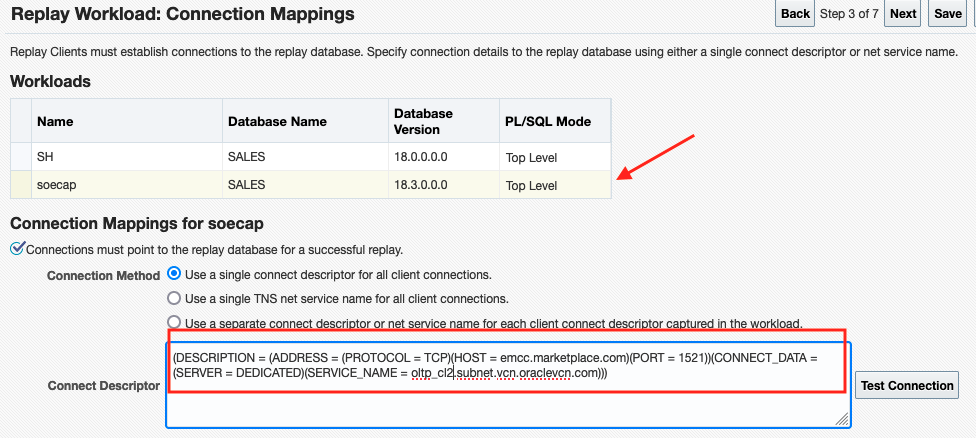 Replay Workload: Connection Mappings
Back Step 3 of 7 Next Save
Replay Clients must establish connections to the replay database. Specify connection details to the replay database using either a single connect descriptor or net service name.
Workloads
Name Database Name Database Version PL/SQL Mode
SH SALES 18.0.0.0.0 Top Level
soecap SALES 18.3.0.0.0 Top Level
Connection Mappings for soecap
Connections must point to the replay database for a successful replay.
Connection Method Use a single connect descriptor for all client connections.
Use a single TNS net service name for all client connections.
Use a separate connect descriptor or net service name for each client connect descriptor captured in the workload.
(DESCRIPTION = (ADDRESS = (PROTOCOL = TCP)(HOST = emcc.marketplace.com)(PORT = 1521))(CONNECT_DATA =
(SERVER = DEDICATED)(SERVICE_NAME = oltp_cl2.subnet.vcn.oraclevcn.com)))
Connect Descriptor Test Connection